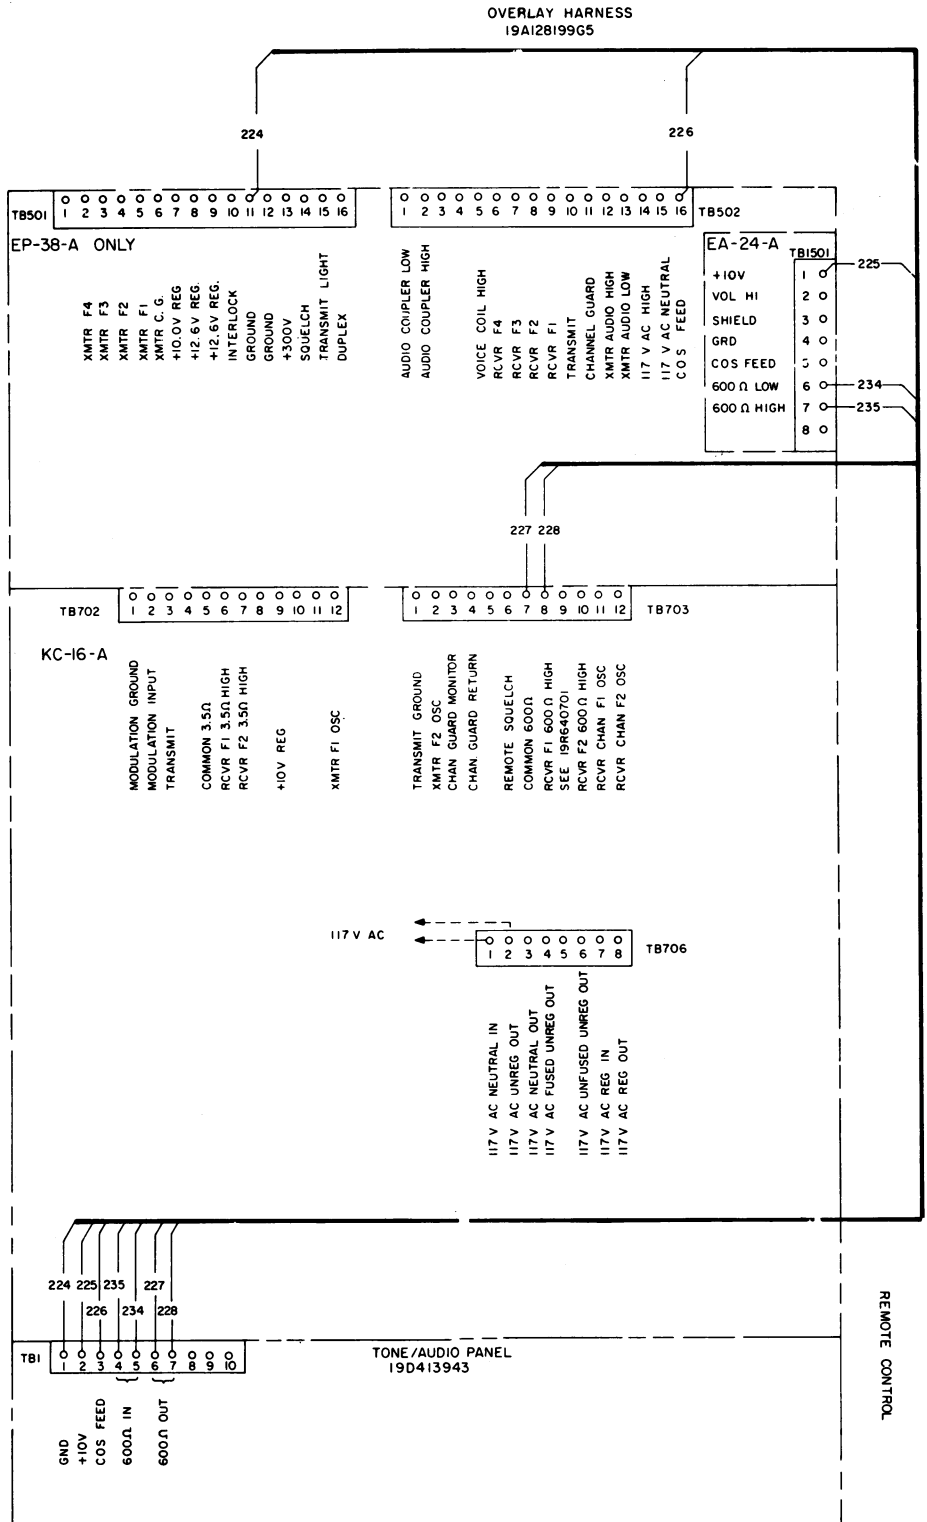 OVERLAY HARNESS
19A128199G5
224
226
TB501
1 2 3 4 5 6 7 8 9 10 11 12 13 14 15 16
1 2 3 4 5 6 7 8 9 10 11 12 13 14 15 16
TB502
EP-38-A ONLY
XMTR F4
XMTR F3
XMTR F2
XMTR F1
XMTR C. G.
+10.0V REG
+12.6V REG.
+12.6V REG.
INTERLOCK
GROUND
GROUND
+300V
SQUELCH
TRANSMIT LIGHT
DUPLEX
AUDIO COUPLER LOW
AUDIO COUPLER HIGH
VOICE COIL HIGH
RCVR F4
RCVR F3
RCVR F2
RCVR F1
TRANSMIT
CHANNEL GUARD
XMTR AUDIO HIGH
XMTR AUDIO LOW
117 V AC HIGH
117 V AC NEUTRAL
COS FEED
EA-24-A
TB1501
+10V 1 225
VOL HI 2
SHIELD 3
GRD 4
COS FEED 5
600 Ω LOW 6 234
600 Ω HIGH 7 235
8
227 228
TB702
1 2 3 4 5 6 7 8 9 10 11 12
1 2 3 4 5 6 7 8 9 10 11 12
TB703
KC-16-A
MODULATION GROUND
MODULATION INPUT
TRANSMIT
COMMON 3.5Ω
RCVR F1 3.5Ω HIGH
RCVR F2 3.5Ω HIGH
+10V REG
XMTR F1 OSC
TRANSMIT GROUND
XMTR F2 OSC
CHAN GUARD MONITOR
CHAN. GUARD RETURN
REMOTE SQUELCH
COMMON 600Ω
RCVR F1 600 Ω HIGH
SEE 19R640701
RCVR F2 600 Ω HIGH
RCVR CHAN F1 OSC
RCVR CHAN F2 OSC
117 V AC
1 2 3 4 5 6 7 8
TB706
117 V AC NEUTRAL IN
117 V AC UNREG OUT
117 V AC NEUTRAL OUT
117 V AC FUSED UNREG OUT
117 V AC UNFUSED UNREG OUT
117 V AC REG IN
117 V AC REG OUT
224 225 235 227
226 234 228
REMOTE CONTROL
TB1
1 2 3 4 5 6 7 8 9 10
TONE/AUDIO PANEL
19D413943
GND
+10V
COS FEED
600Ω IN
600Ω OUT